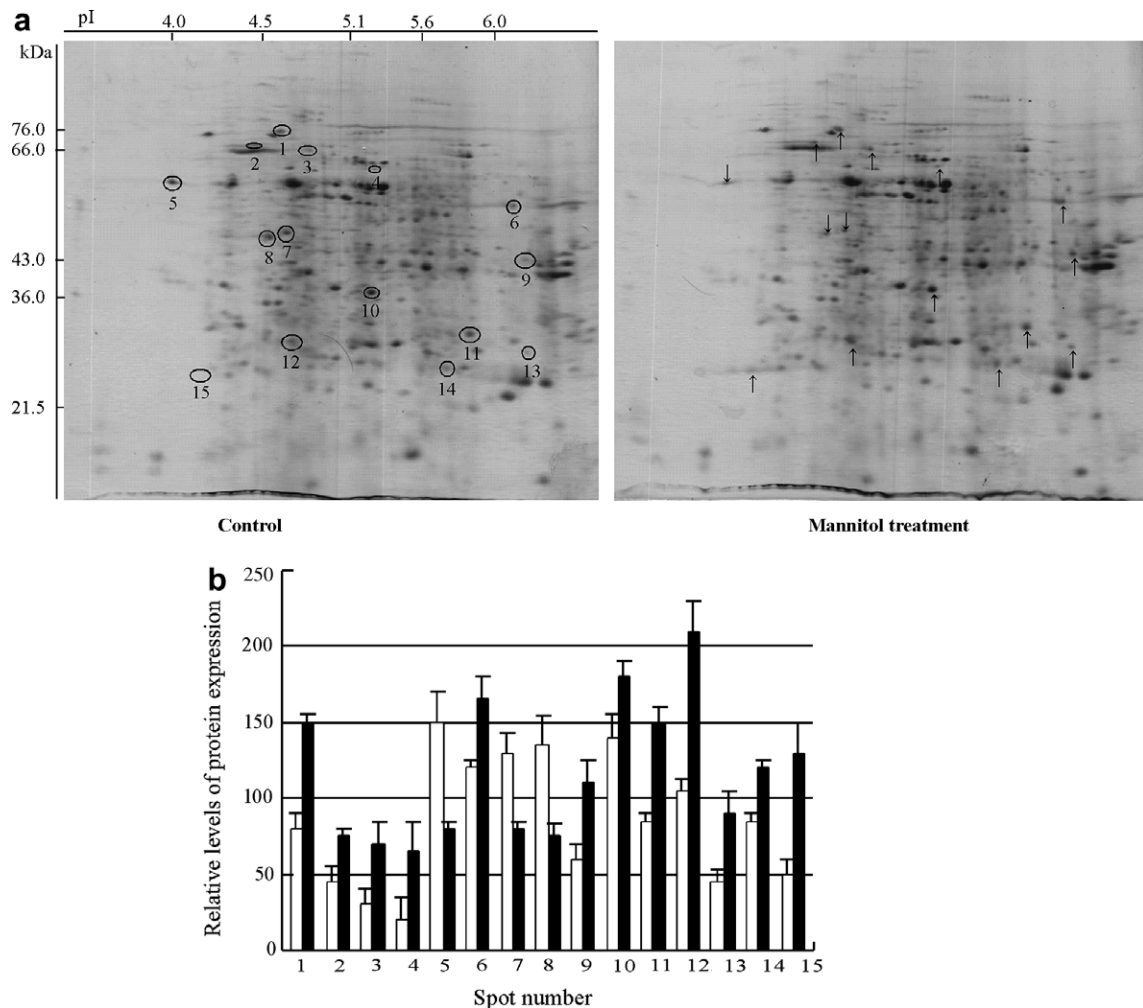 a
pI 4.0 4.5 5.1 5.6 6.0
kDa
76.0
66.0
43.0
36.0
21.5
1
2
3
4
5
6
7
8
9
10
11
12
13
14
15
Control
Mannitol treatment
b
Relative levels of protein expression
250
200
150
100
50
0
1 2 3 4 5 6 7 8 9 10 11 12 13 14 15
Spot number